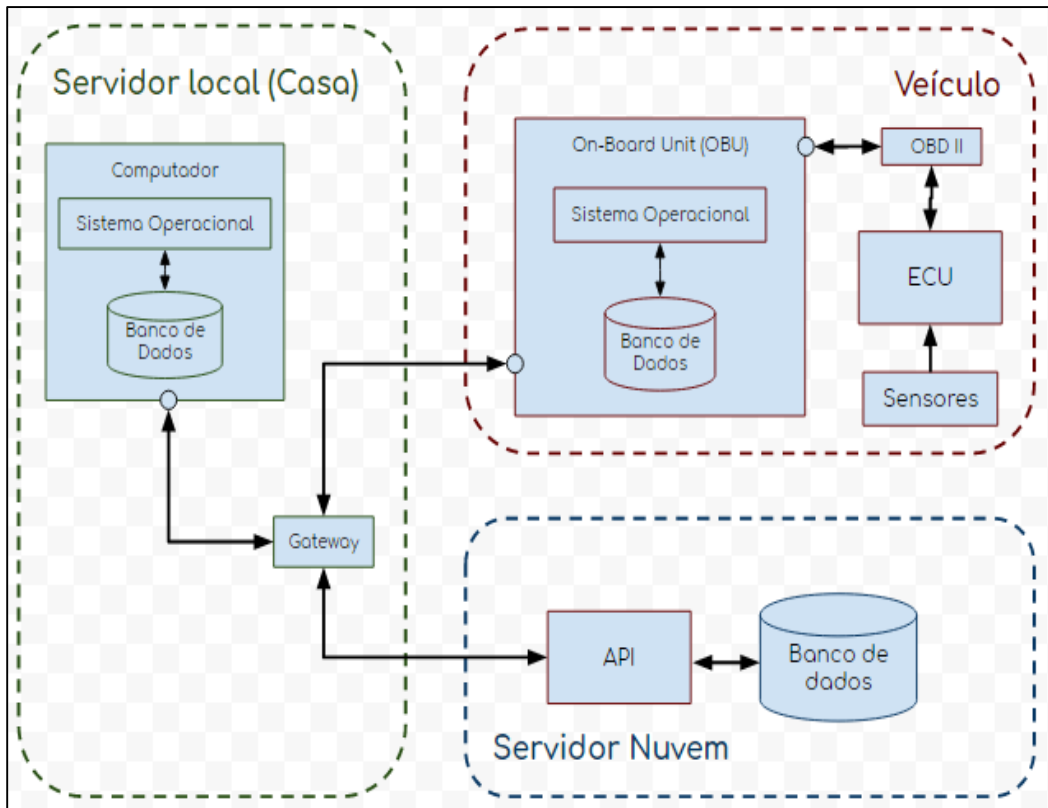 Servidor local (Casa)
Computador
Sistema Operacional
Banco de
Dados
Gateway
Veículo
On-Board Unit (OBU)
Sistema Operacional
Banco de
Dados
OBD II
ECU
Sensores
API
Banco de
dados
Servidor Nuvem